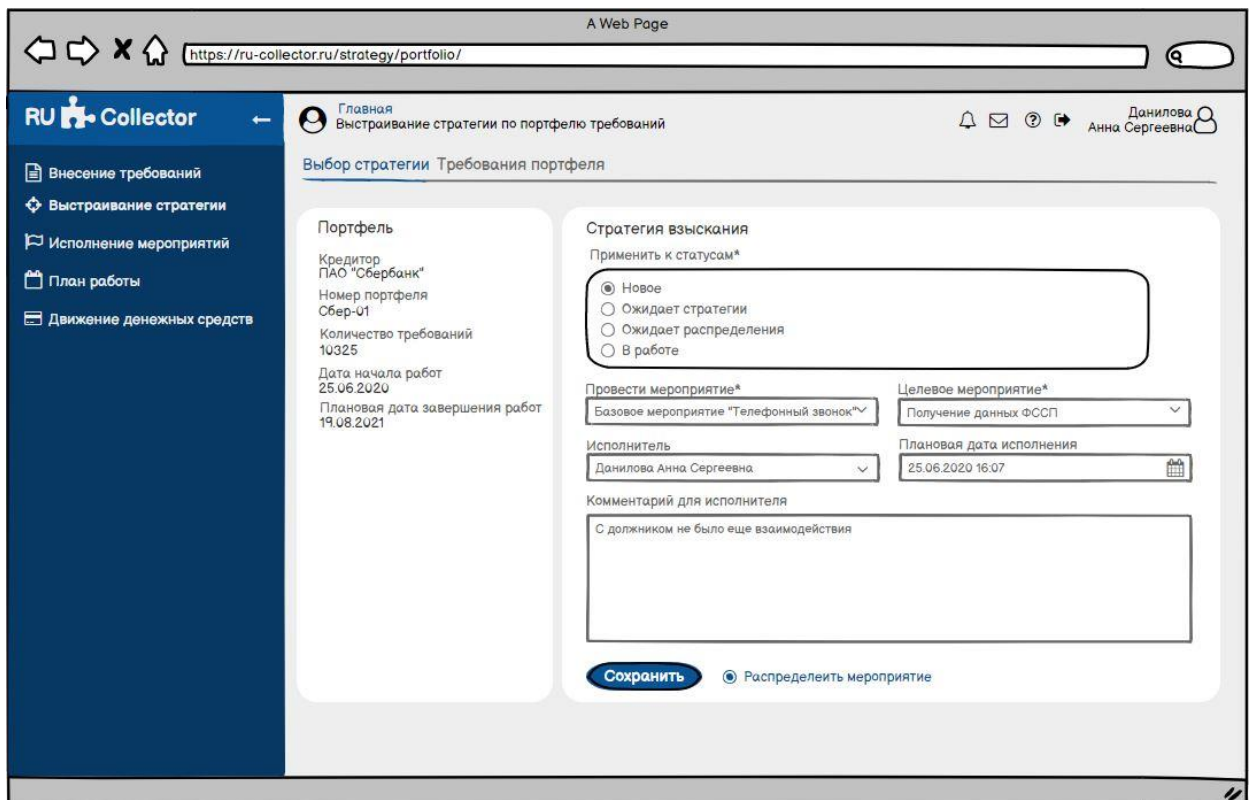 A Web Page
https://ru-collector.ru/strategy/portfolio/
RU Collector
Главная
Выстраивание стратегии по портфелю требований
Данилова
Анна Сергеевна
Внесение требований
Выстраивание стратегии
Исполнение мероприятий
План работы
Движение денежных средств
Выбор стратегии Требования портфеля
Портфель
Кредитор
ПАО "Сбербанк"
Номер портфеля
Сбер-01
Количество требований
10325
Дата начала работ
25.06.2020
Плановая дата завершения работ
19.08.2021
Стратегия взыскания
Применить к статусам*
Новое
Ожидает стратегии
Ожидает распределения
В работе
Провести мероприятие* Целевое мероприятие*
Базовое мероприятие "Телефонный звонок" Получение данных ФССП
Исполнитель Плановая дата исполнения
Данилова Анна Сергеевна 25.06.2020 16:07
Комментарий для исполнителя
С должником не было еще взаимодействия
Сохранить Распределеить мероприятие